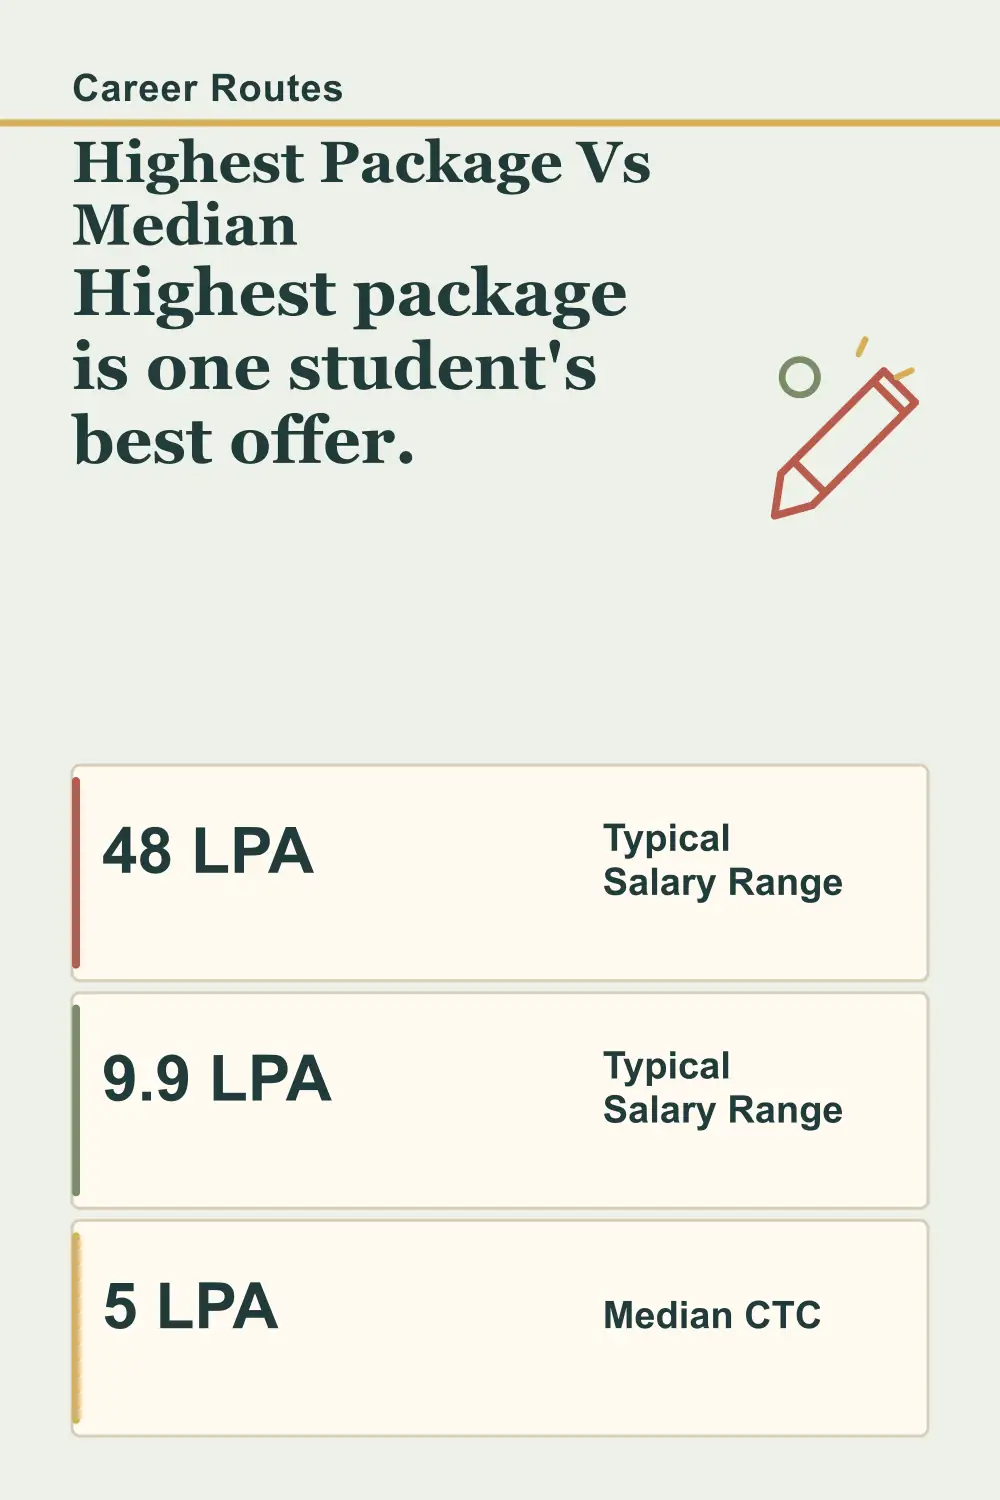 Career Routes
Highest Package Vs
Median
Highest package
is one student's
best offer.
48 LPA
Typical
Salary Range
9.9 LPA
Typical
Salary Range
5 LPA
Median CTC